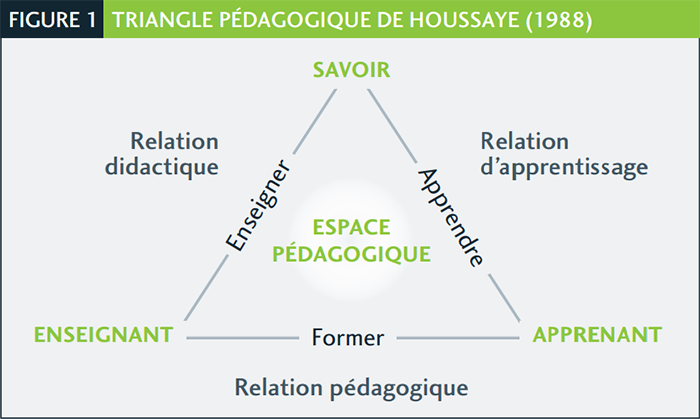 FIGURE 1 TRIANGLE PÉDAGOGIQUE DE HOUSSAYE (1988)
SAVOIR
Relation
didactique
Relation
d’apprentissage
Enseigner
Apprendre
ESPACE
PÉDAGOGIQUE
ENSEIGNANT
Former
APPRENANT
Relation pédagogique